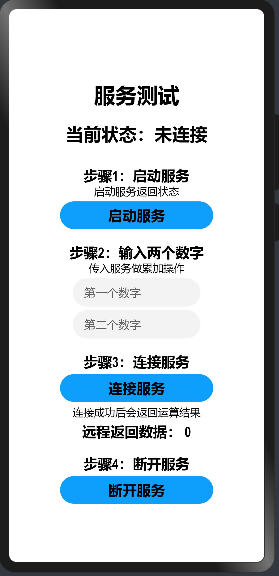 服务测试
当前状态：未连接
步骤1：启动服务
启动服务返回状态
启动服务
步骤2：输入两个数字
传入服务做累加操作
第一个数字
第二个数字
步骤3：连接服务
连接服务
连接成功后会返回运算结果
远程返回数据： 0
步骤4：断开服务
断开服务